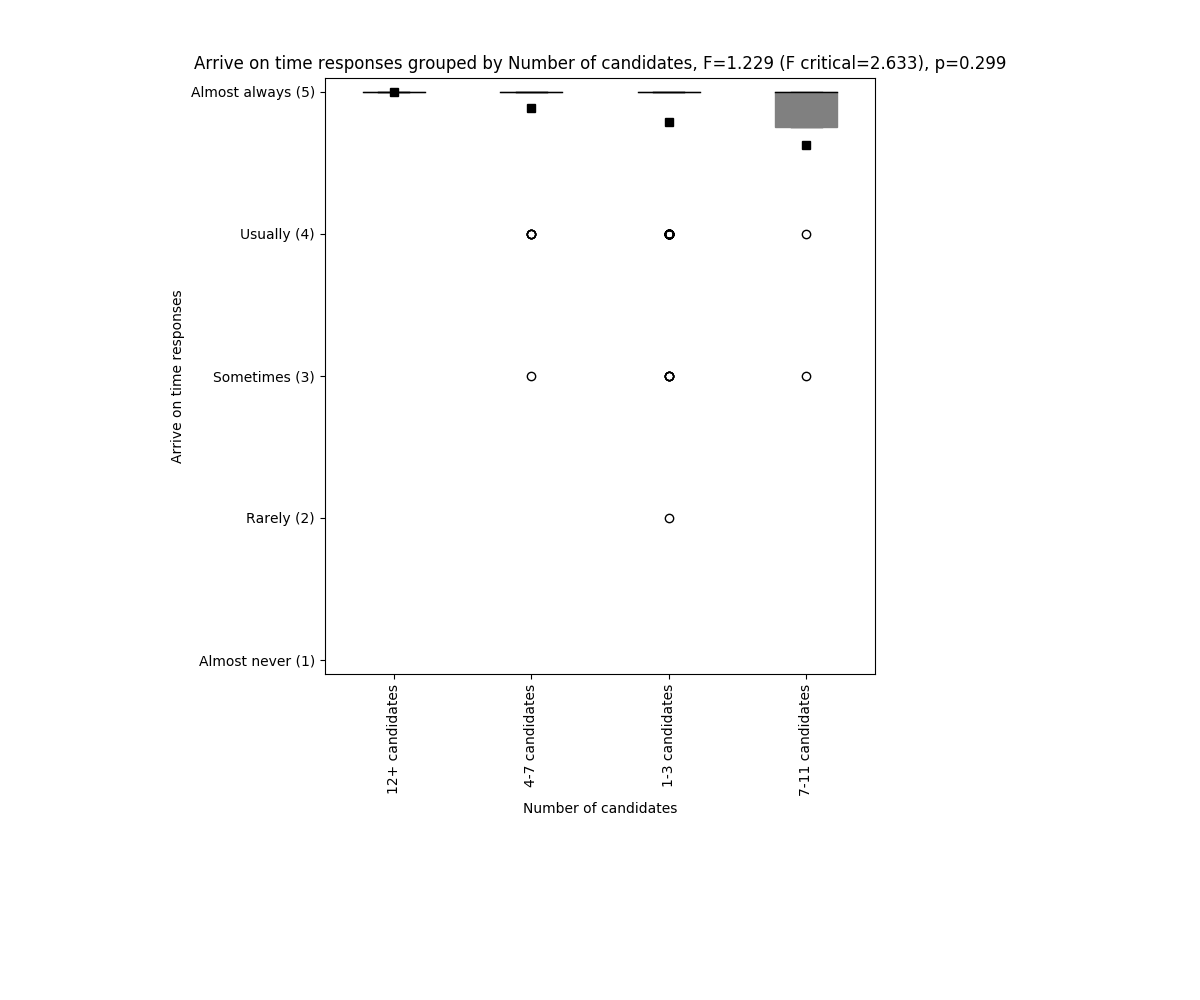 Arrive on time responses grouped by Number of candidates, F=1.229 (F critical=2.633), p=0.299
Almost always (5)
Usually (4)
Sometimes (3)
Rarely (2)
Almost never (1)
Arrive on time responses
12+ candidates
4-7 candidates
1-3 candidates
7-11 candidates
Number of candidates